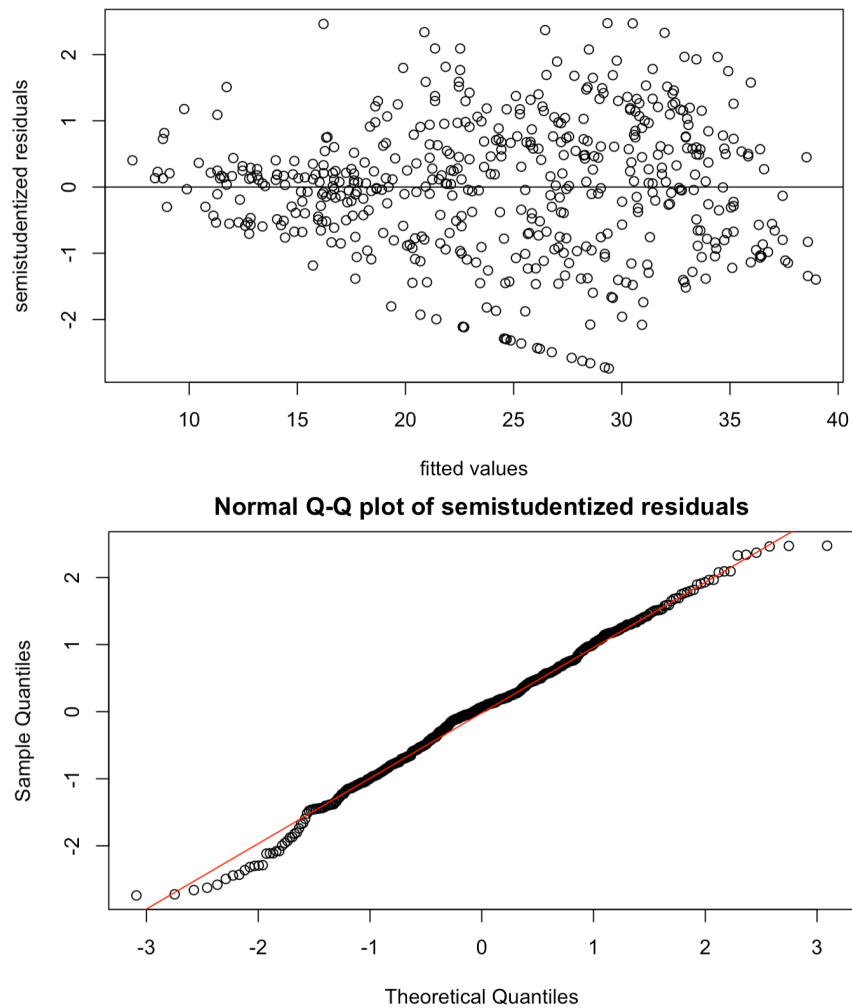 semistudentized residuals
2
1
0
-1
-2
10 15 20 25 30 35 40
fitted values
Normal Q-Q plot of semistudentized residuals
Sample Quantiles
2
1
0
-1
-2
-3 -2 -1 0 1 2 3
Theoretical Quantiles